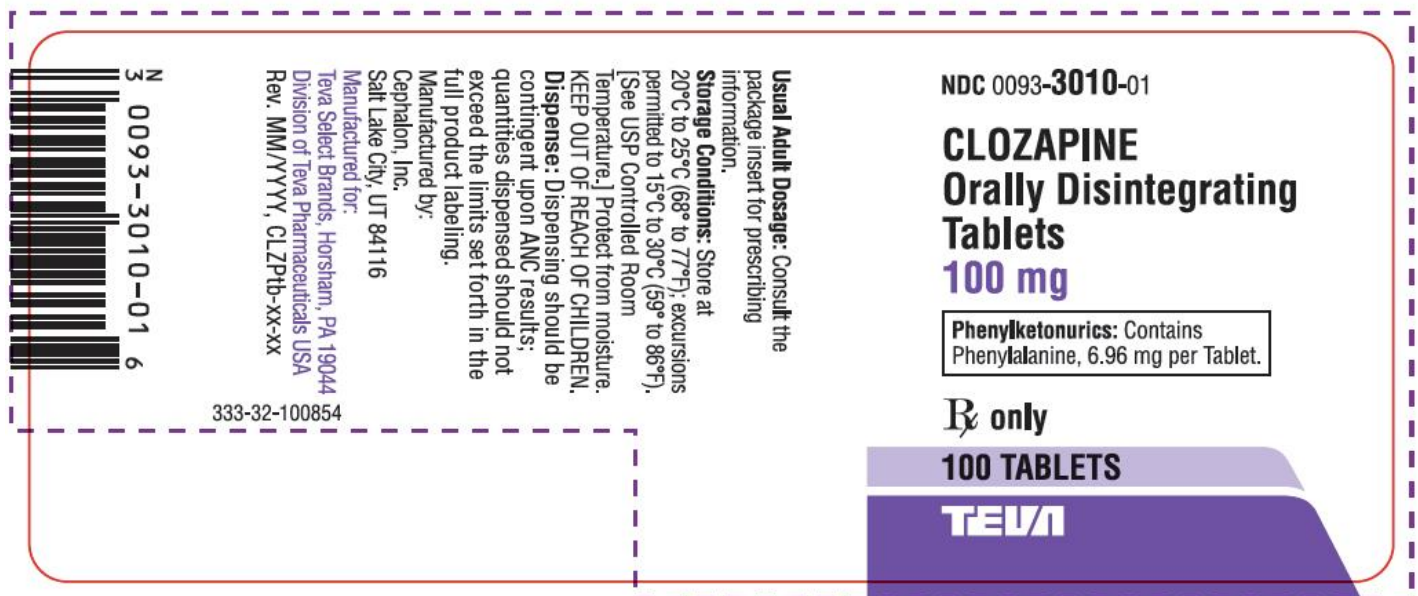 NDC 0093-3010-01
CLOZAPINE
Orally Disintegrating
Tablets
100 mg
Phenylketonurics: Contains
Phenylalanine, 6.96 mg per Tablet.
Rx only
100 TABLETS
TEVA
Usual Adult Dosage: Consult the
package insert for prescribing
information.
Storage Conditions: Store at
20°C to 25°C (68° to 77°F); excursions
permitted to 15°C to 30°C (59° to 86°F).
[See USP Controlled Room
Temperature.] Protect from moisture.
KEEP OUT OF REACH OF CHILDREN.
Dispense: Dispensing should be
contingent upon ANC results;
quantities dispensed should not
exceed the limits set forth in the
full product labeling.
Manufactured by:
Cephalon, Inc.
Salt Lake City, UT 84116
Manufactured for:
Teva Select Brands, Horsham, PA 19044
Division of Teva Pharmaceuticals USA
Rev. MM/YYYY, CLZPtb-xx-xx
333-32-100854
N
3 0093-3010-01 6